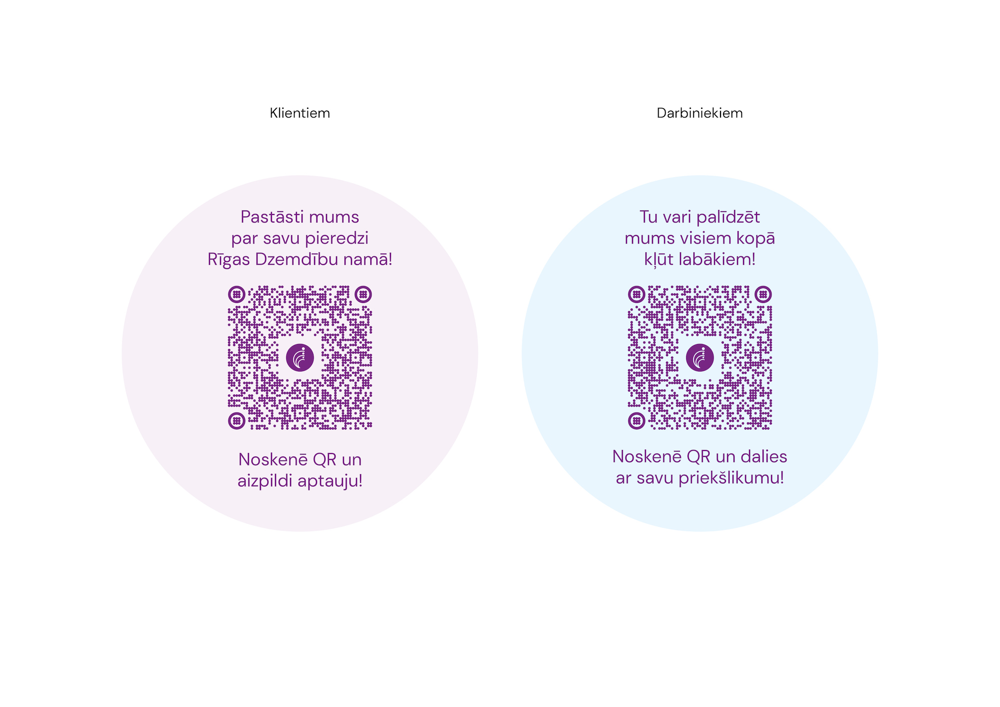 Klientiem
Pastāsti mums
par savu pieredzi
Rīgas Dzemdību namā!
Noskenē QR un
aizpildi aptauju!
Darbiniekiem
Tu vari palīdzēt
mums visiem kopā
kļūt labākiem!
Noskenē QR un dalies
ar savu priekšlikumu!